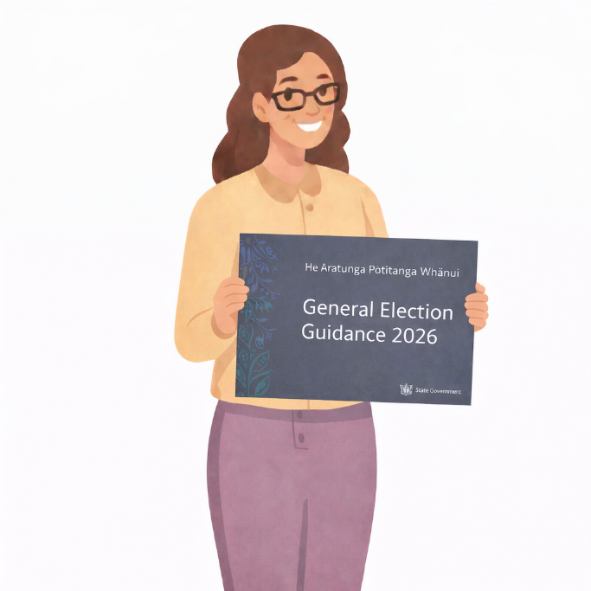 He Aratunga Pōtitanga Whānui
General Election
Guidance 2026
State Government